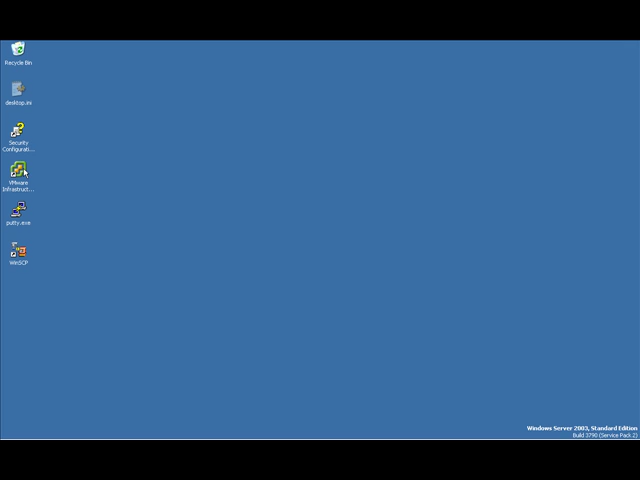 Recycle Bin
desktop.ini
Security
Configurati...
VMware
Infrastruct...
putty.exe
WinSCP
Windows Server 2003, Standard Edition
Build 3790 (Service Pack 2)